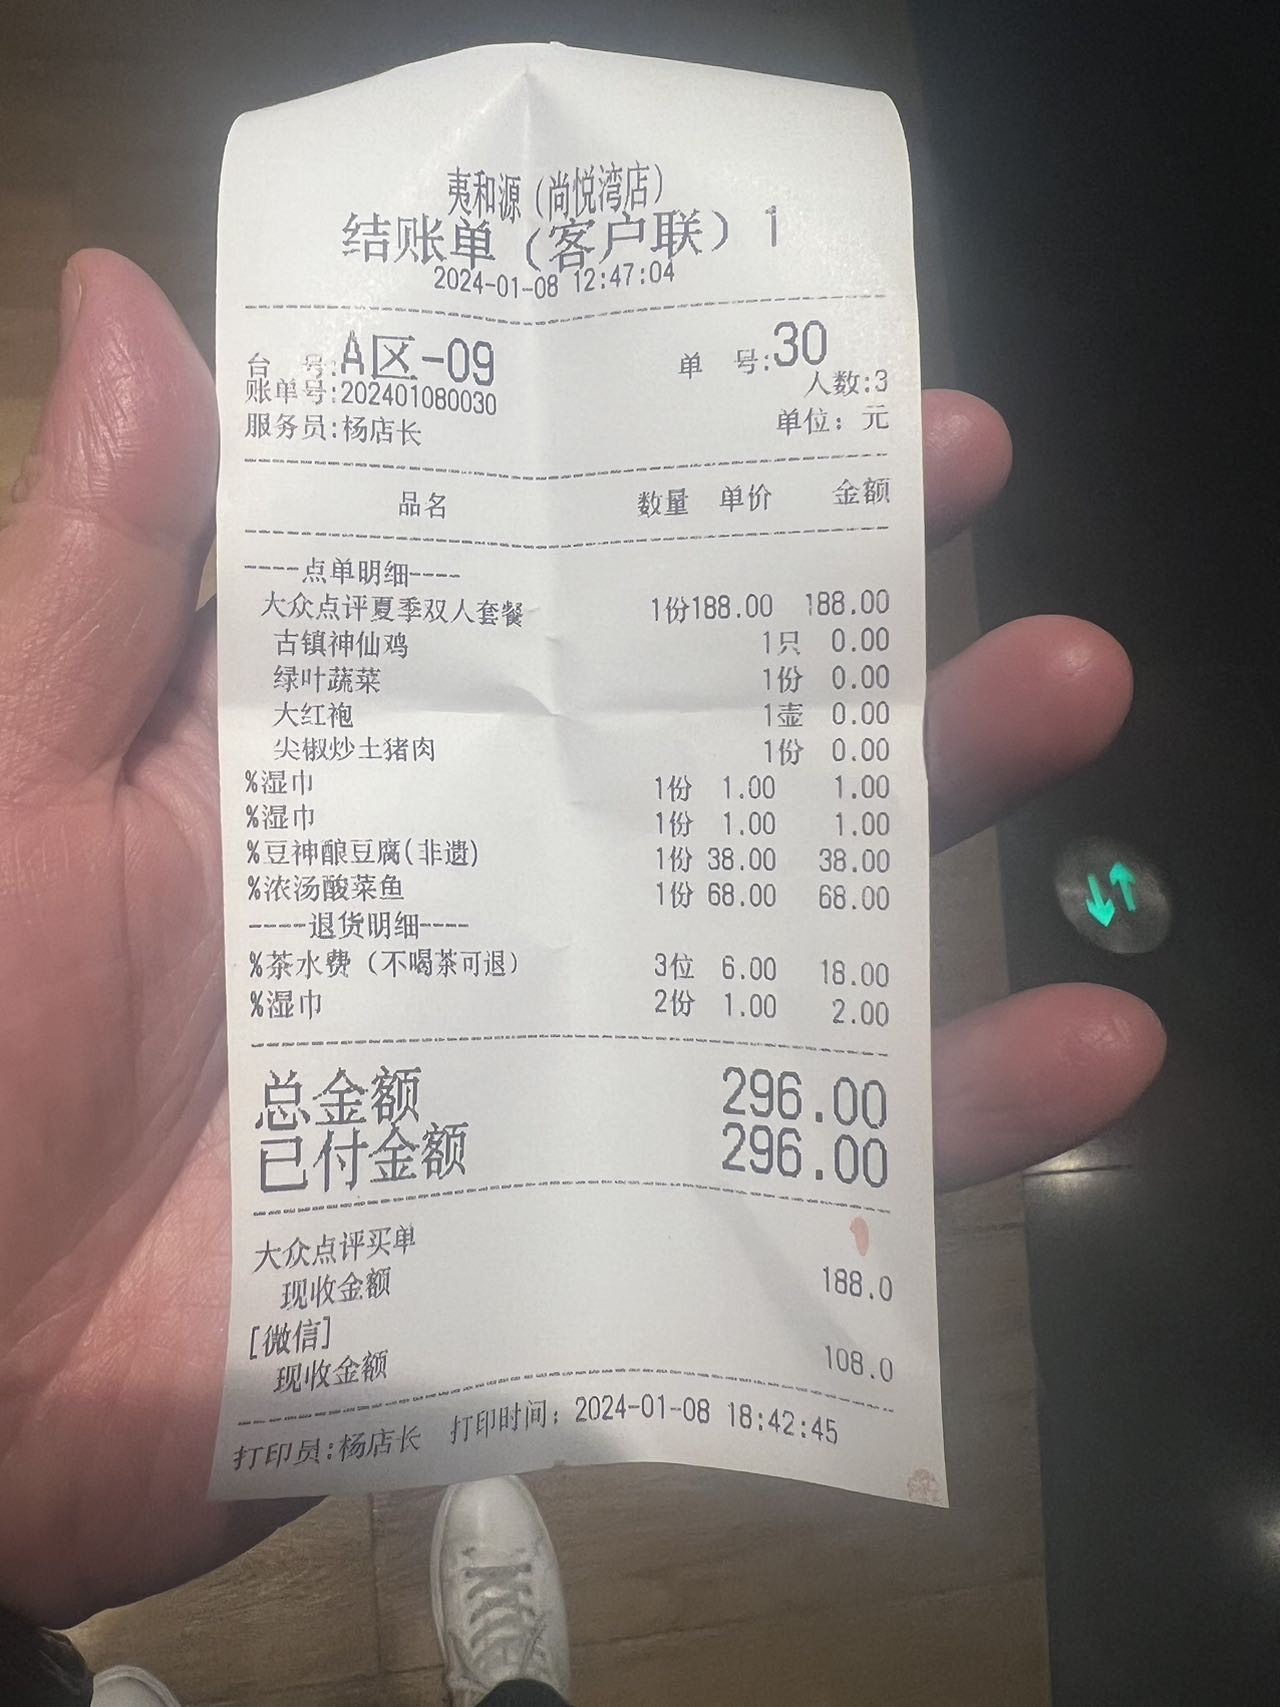 夷和源（尚悦湾店）
结账单（客户联）1
2024-01-08 12:47:04
台 号:A区-09 单 号:30
账单号:202401080030 人数:3
服务员:杨店长 单位：元
品名 数量 单价 金额
----点单明细----
大众点评夏季双人套餐 1份188.00 188.00
古镇神仙鸡 1只 0.00
绿叶蔬菜 1份 0.00
大红袍 1壶 0.00
尖椒炒土猪肉 1份 0.00
%湿巾 1份 1.00 1.00
%湿巾 1份 1.00 1.00
%豆神酿豆腐(非遗) 1份 38.00 38.00
%浓汤酸菜鱼 1份 68.00 68.00
----退货明细----
%茶水费（不喝茶可退） 3位 6.00 18.00
%湿巾 2份 1.00 2.00
总金额 296.00
已付金额 296.00
大众点评买单
现收金额 188.0
[微信]
现收金额 108.0
打印员:杨店长 打印时间：2024-01-08 18:42:45